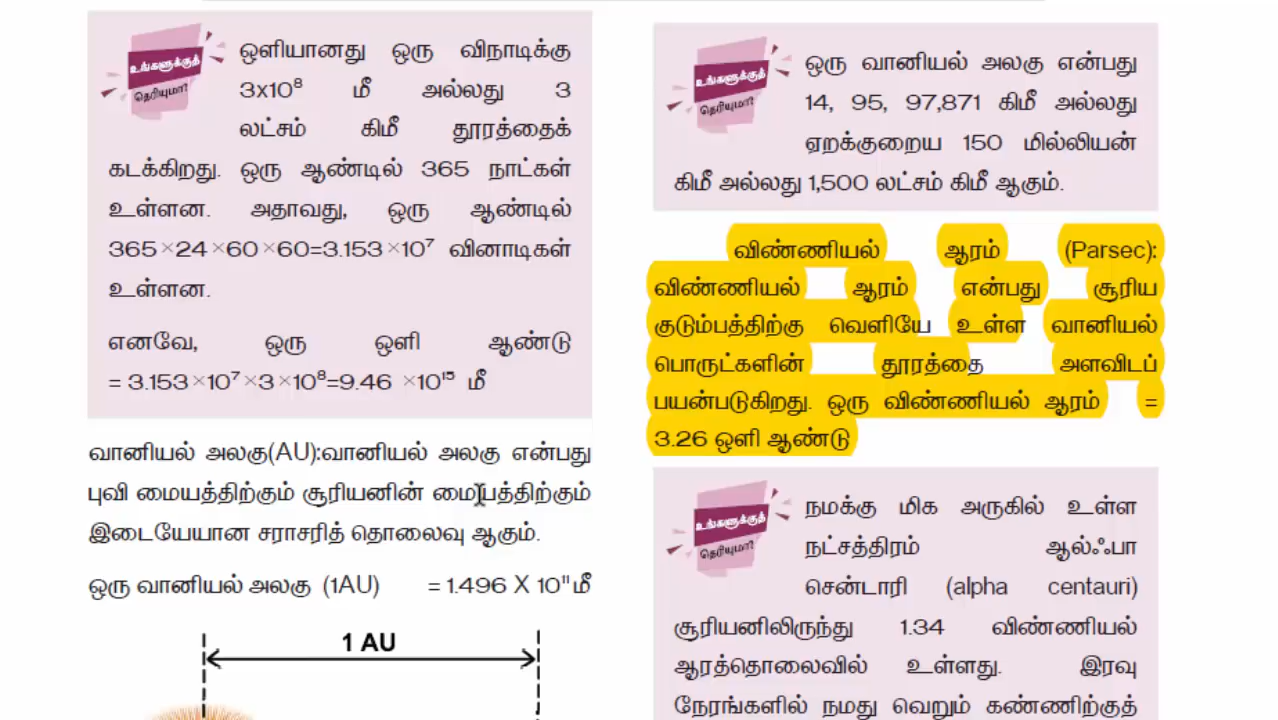 உங்களுக்குத்
தெரியுமா?
ஒளியானது ஒரு விநாடிக்கு
3x10⁸ மீ அல்லது 3
லட்சம் கிமீ தூரத்தைக்
கடக்கிறது. ஒரு ஆண்டில் 365 நாட்கள்
உள்ளன. அதாவது, ஒரு ஆண்டில்
365×24×60×60=3.153×10⁷ வினாடிகள்
உள்ளன.
எனவே, ஒரு ஒளி ஆண்டு
= 3.153×10⁷×3×10⁸=9.46 ×10¹⁵ மீ
வானியல் அலகு(AU):வானியல் அலகு என்பது
புவி மையத்திற்கும் சூரியனின் மையத்திற்கும்
இடையேயான சராசரித் தொலைவு ஆகும்.
ஒரு வானியல் அலகு (1AU) = 1.496 X 10¹¹ மீ
1 AU
உங்களுக்குத்
தெரியுமா?
ஒரு வானியல் அலகு என்பது
14, 95, 97,871 கிமீ அல்லது
ஏறக்குறைய 150 மில்லியன்
கிமீ அல்லது 1,500 லட்சம் கிமீ ஆகும்.
விண்ணியல் ஆரம் (Parsec):
விண்ணியல் ஆரம் என்பது சூரிய
குடும்பத்திற்கு வெளியே உள்ள வானியல்
பொருட்களின் தூரத்தை அளவிடப்
பயன்படுகிறது. ஒரு விண்ணியல் ஆரம் =
3.26 ஒளி ஆண்டு
உங்களுக்குத்
தெரியுமா?
நமக்கு மிக அருகில் உள்ள
நட்சத்திரம் ஆல்ஃபா
சென்டாரி (alpha centauri)
சூரியனிலிருந்து 1.34 விண்ணியல்
ஆரத்தொலைவில் உள்ளது. இரவு
நேரங்களில் நமது வெறும் கண்ணிற்குத்